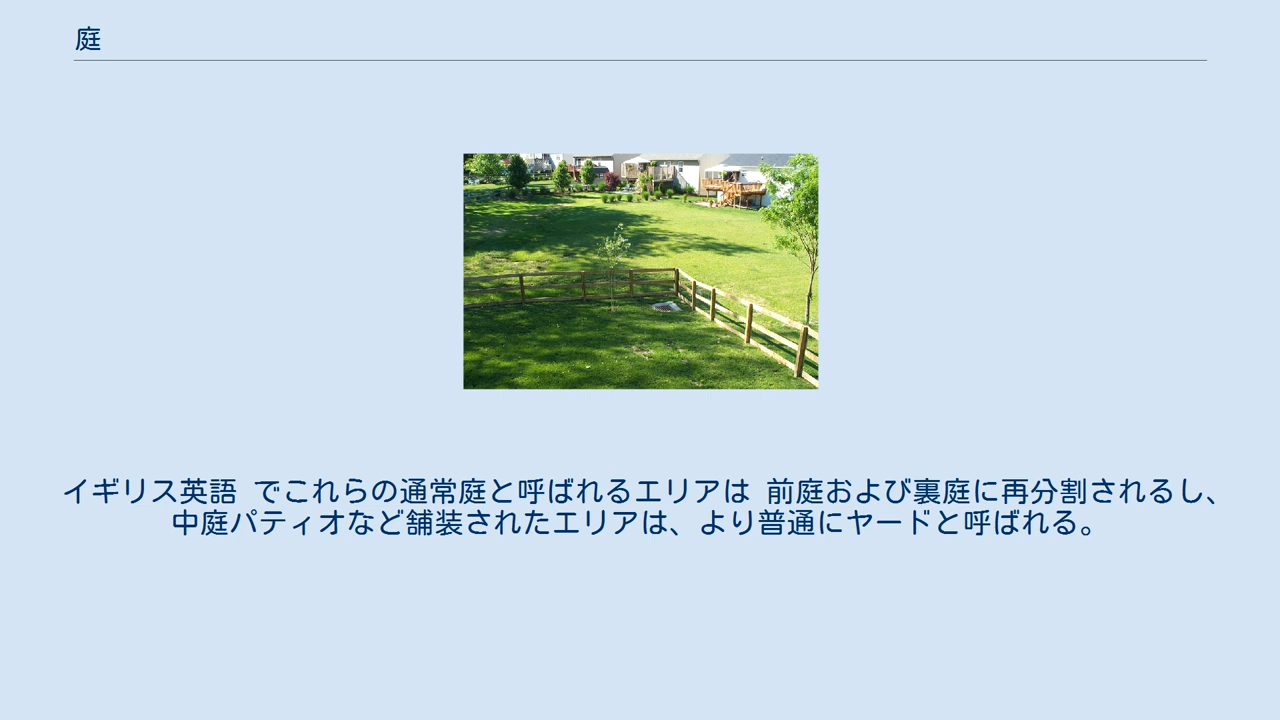 庭
イギリス英語 でこれらの通常庭と呼ばれるエリアは 前庭および裏庭に再分割されるし、
中庭パティオなど舗装されたエリアは、より普通にヤードと呼ばれる。